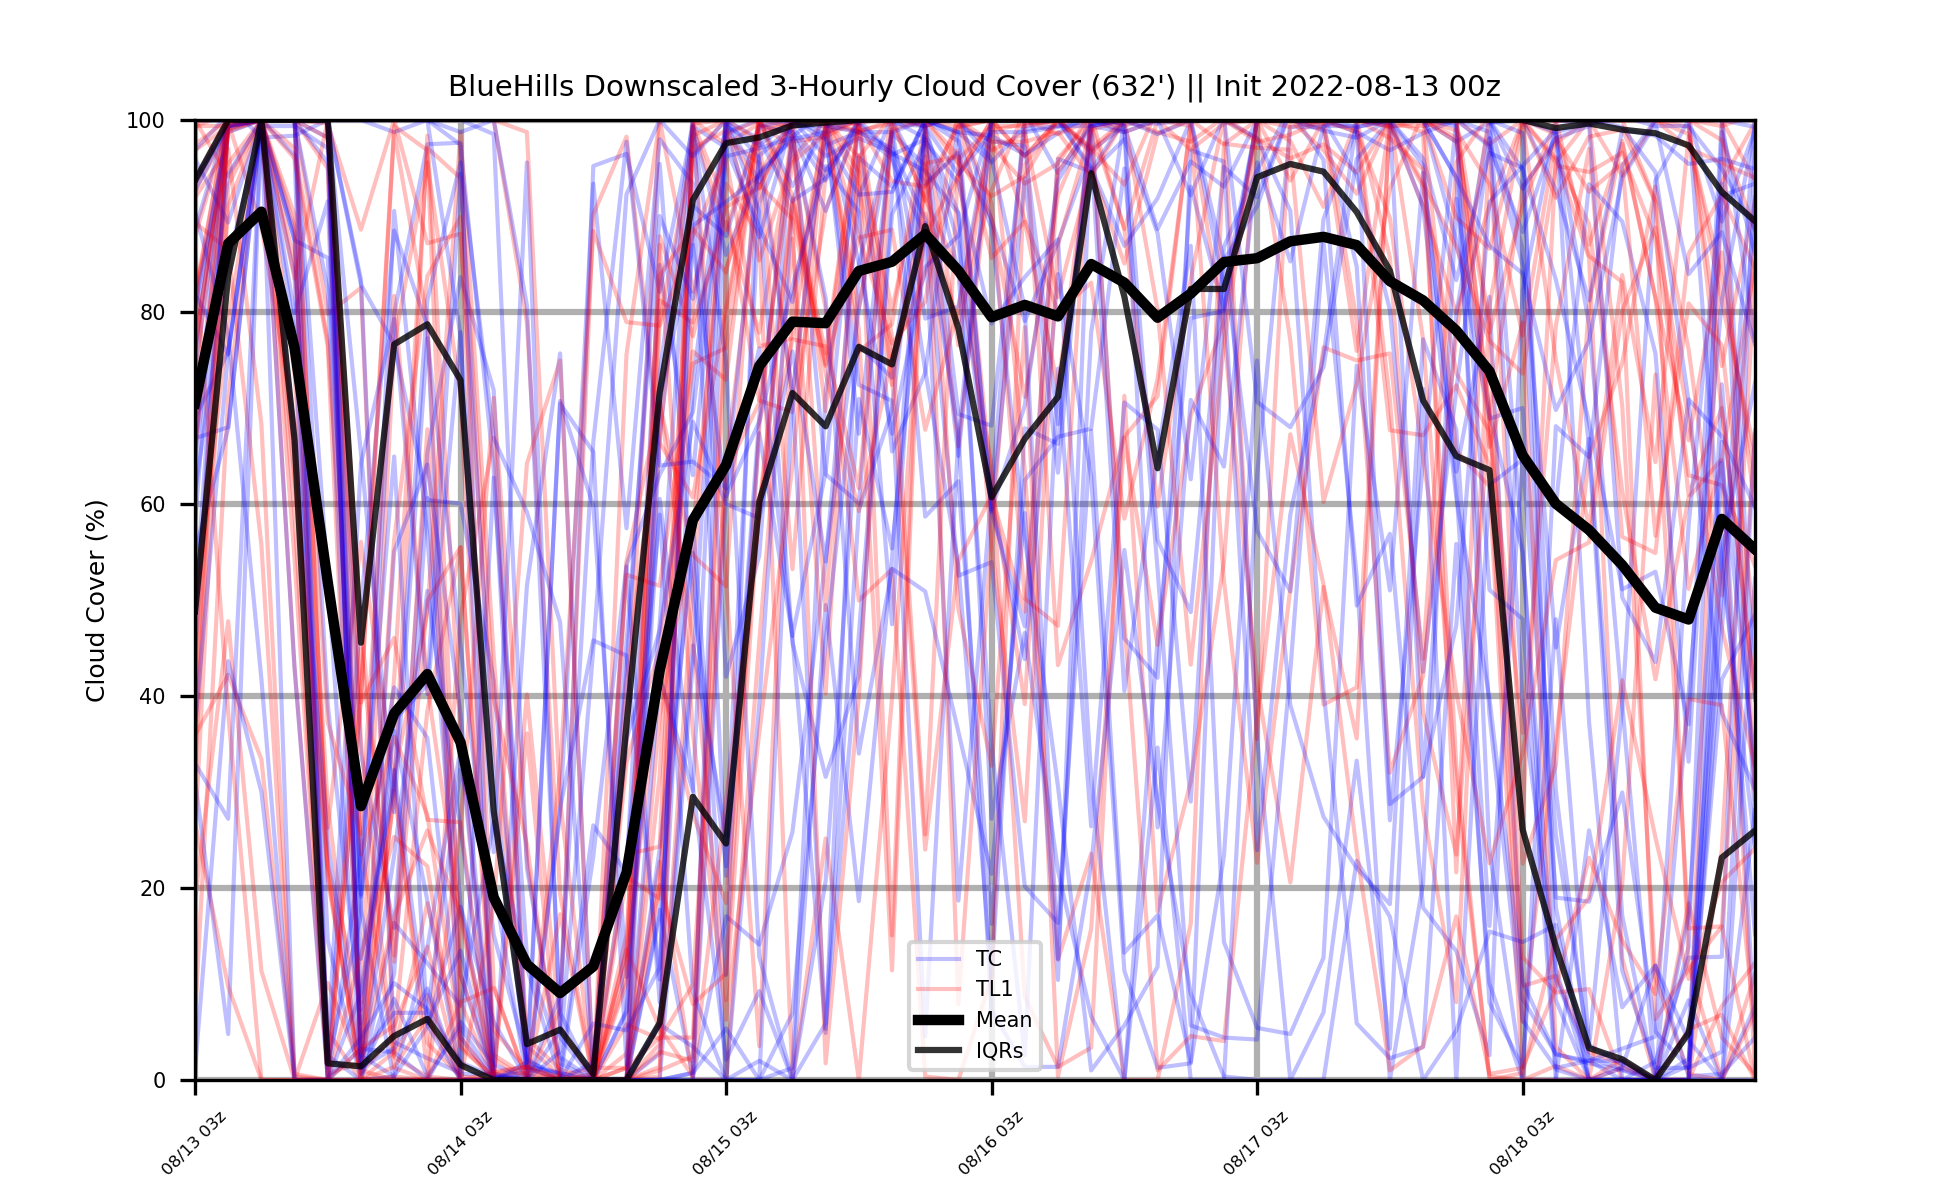 BlueHills Downscaled 3-Hourly Cloud Cover (632') || Init 2022-08-13 00z
Cloud Cover (%)
100
80
60
40
20
0
TC
TL1
Mean
IQRs
08/13 03z
08/14 03z
08/15 03z
08/16 03z
08/17 03z
08/18 03z